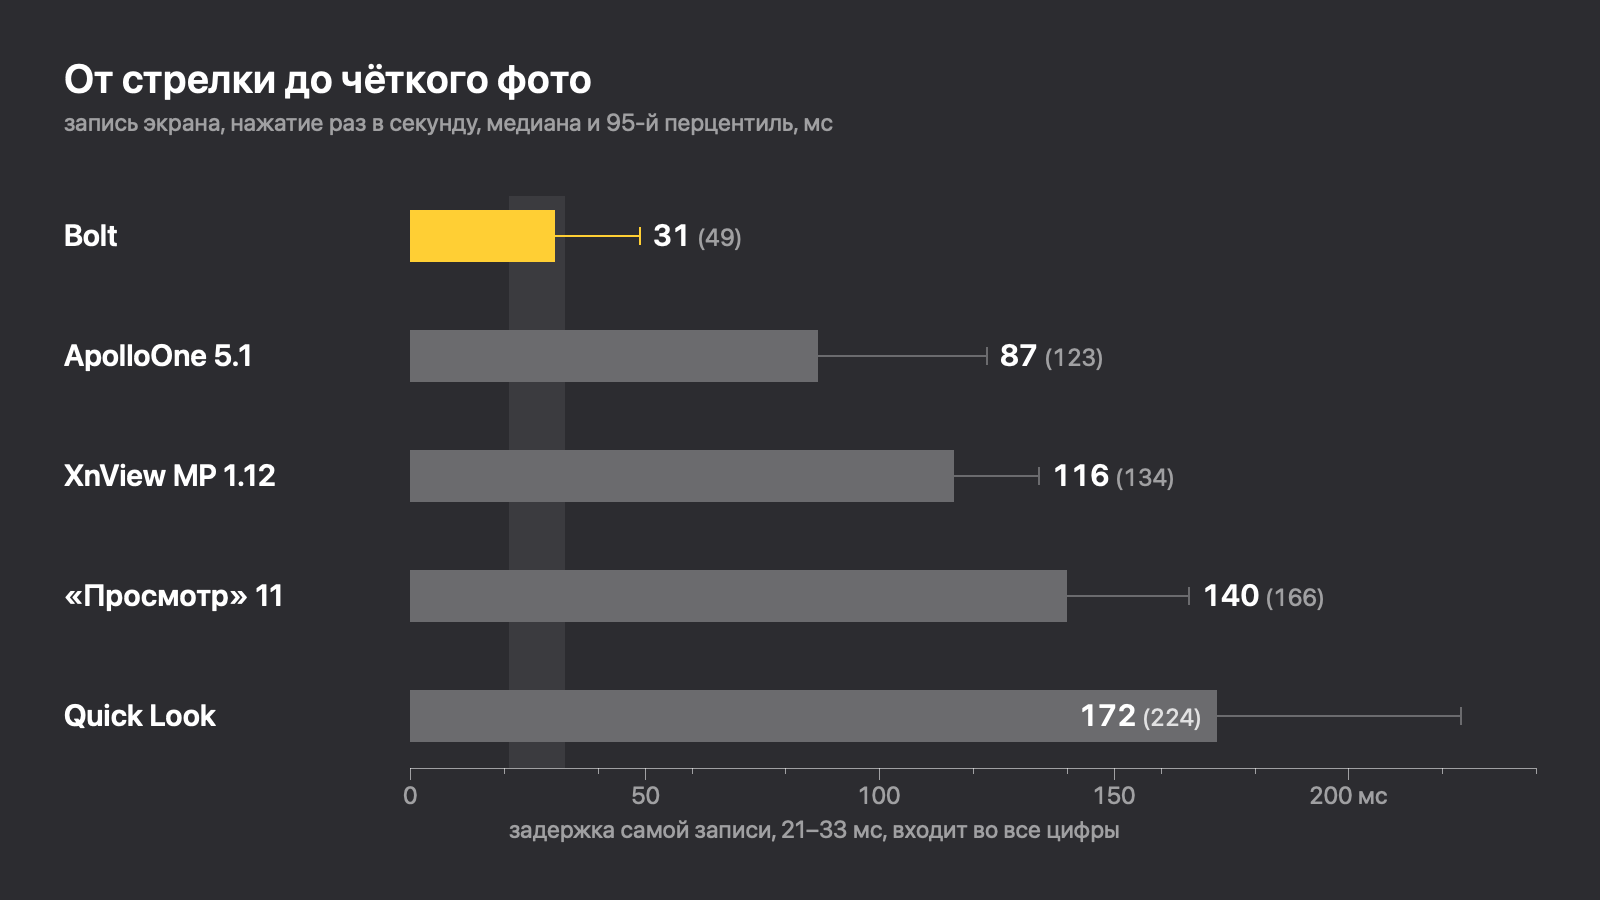 От стрелки до чёткого фото
запись экрана, нажатие раз в секунду, медиана и 95-й перцентиль, мс
Bolt 31 (49)
ApolloOne 5.1 87 (123)
XnView MP 1.12 116 (134)
«Просмотр» 11 140 (166)
Quick Look 172 (224)
0 50 100 150 200 мс
задержка самой записи, 21–33 мс, входит во все цифры